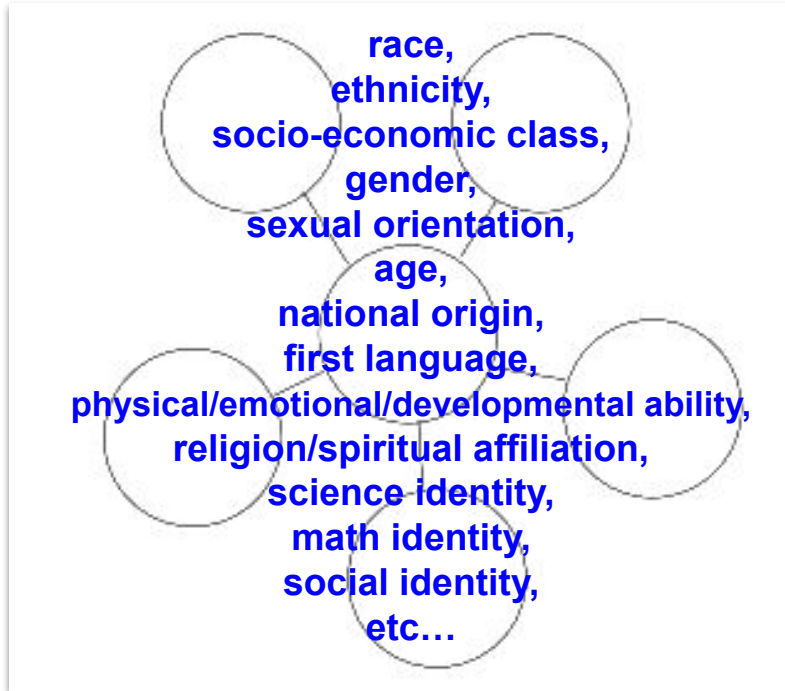 race,
ethnicity,
socio-economic class,
gender,
sexual orientation,
age,
national origin,
first language,
physical/emotional/developmental ability,
religion/spiritual affiliation,
science identity,
math identity,
social identity,
etc…